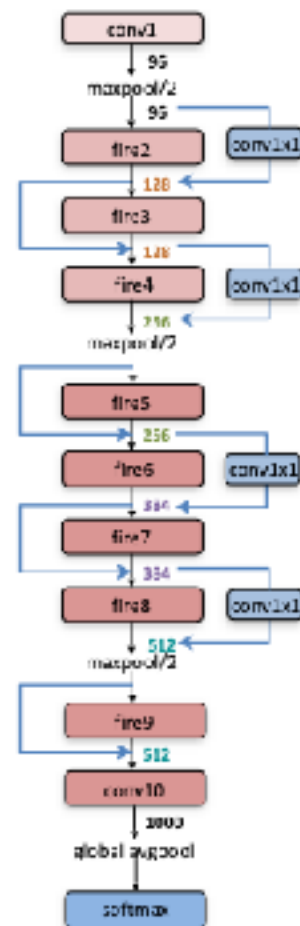 conv1
96
maxpool/2
96
fire2
conv1x1
128
fire3
128
fire4
conv1x1
256
maxpool/2
fire5
256
fire6
conv1x1
384
fire7
384
fire8
conv1x1
512
maxpool/2
fire9
512
conv10
1000
global avgpool
softmax